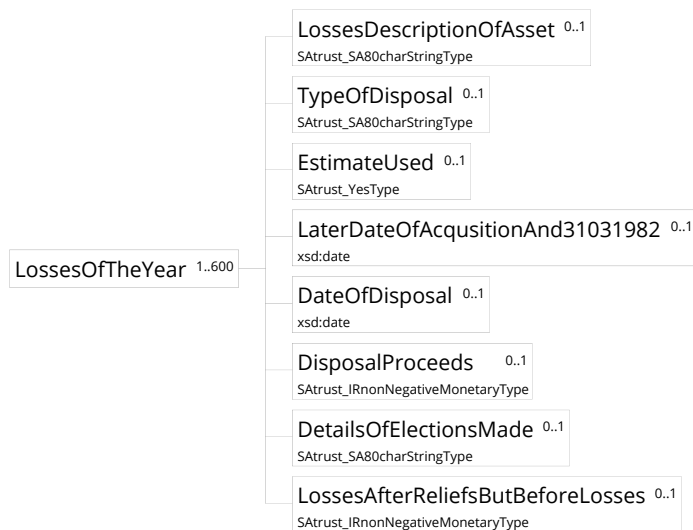 LossesDescriptionOfAsset 0..1
SAtrust_SA80charStringType
TypeOfDisposal 0..1
SAtrust_SA80charStringType
EstimateUsed 0..1
SAtrust_YesType
LaterDateOfAcqusitionAnd31031982 0..1
xsd:date
LossesOfTheYear 1..600
DateOfDisposal 0..1
xsd:date
DisposalProceeds 0..1
SAtrust_IRnonNegativeMonetaryType
DetailsOfElectionsMade 0..1
SAtrust_SA80charStringType
LossesAfterReliefsButBeforeLosses 0..1
SAtrust_IRnonNegativeMonetaryType